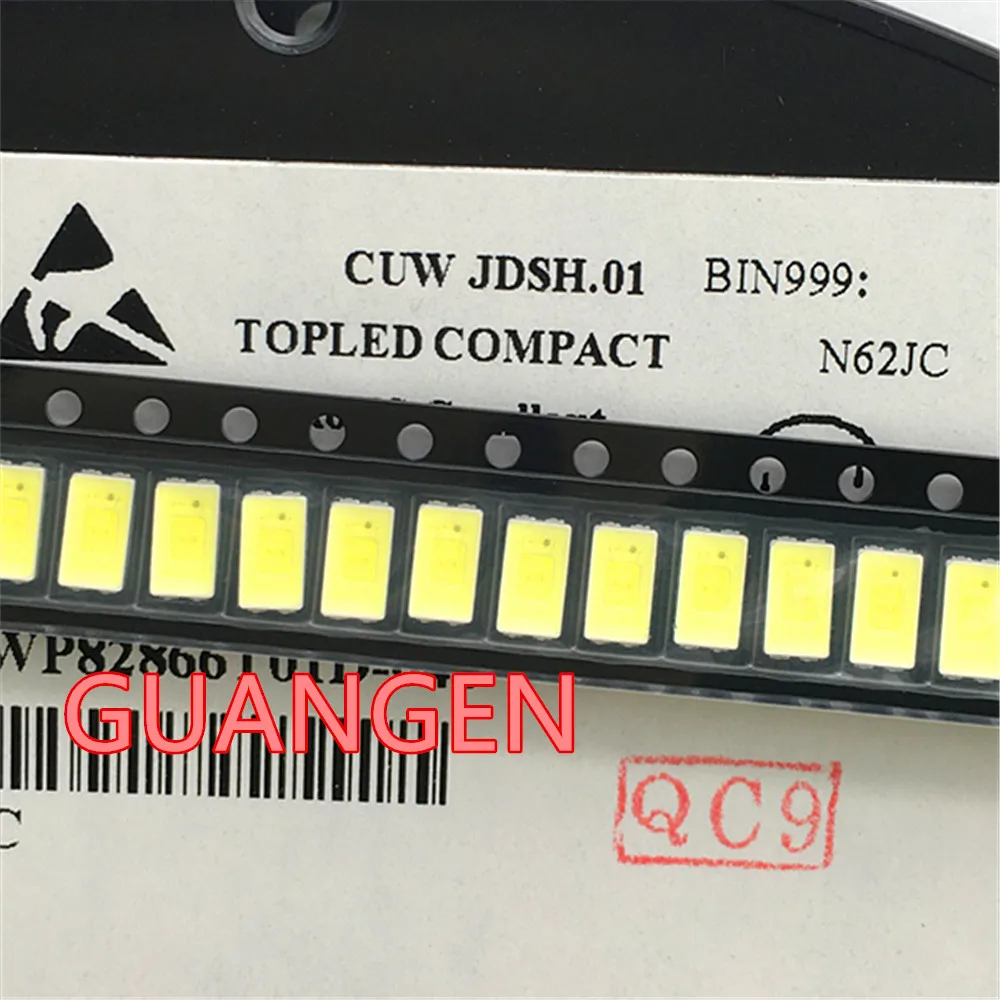 CUW JDSH.01 BIN999:
TOPLED COMPACT N62JC
GUANGEN
QC9
C